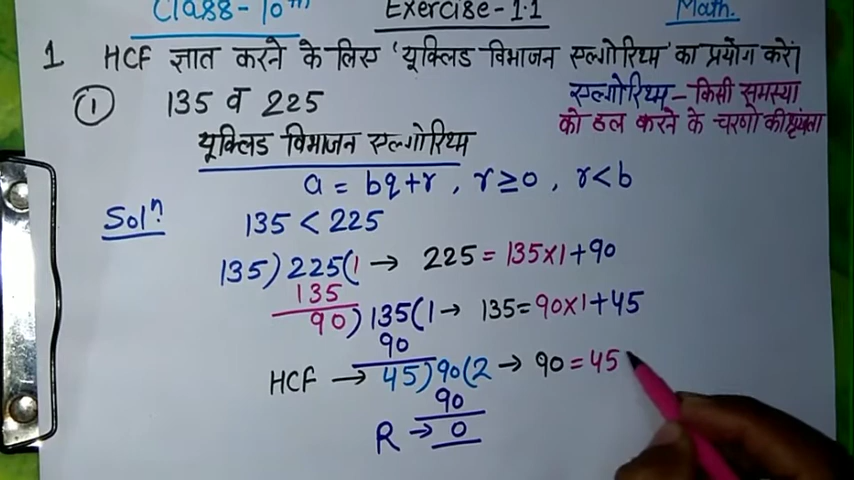 Class-10th Exercise-1.1 Math.
1 HCF ज्ञात करने के लिए 'यूक्लिड विभाजन एल्गोरिथ्म' का प्रयोग करें।
(1) 135 व 225
एल्गोरिथ्म - किसी समस्या
को हल करने के चरणो की श्रृंखला
यूक्लिड विभाजन एल्गोरिथ्म
a = bq+r , r≥0 , r<b
Solⁿ: 135 < 225
135)225(1 → 225 = 135×1+90
135
90)135(1 → 135=90×1+45
90
HCF → 45)90(2 → 90 = 45
90
R → 0